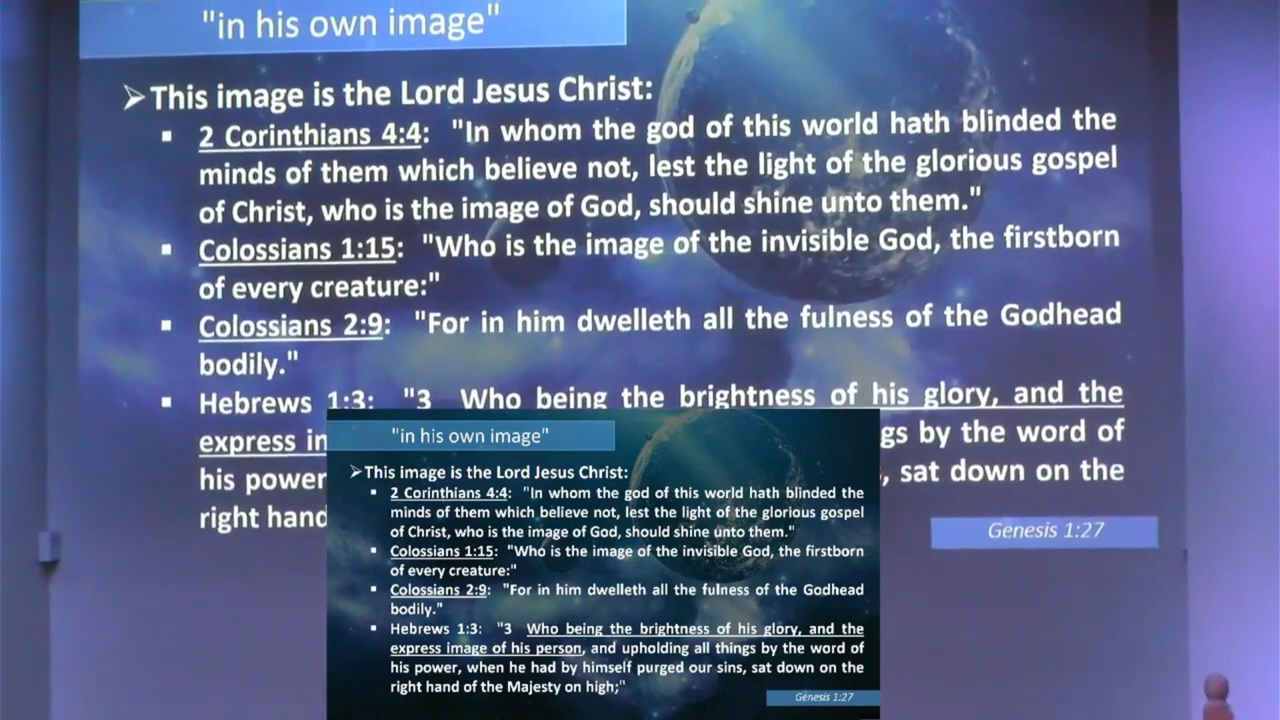 "in his own image"
➢This image is the Lord Jesus Christ:
▪ 2 Corinthians 4:4: "In whom the god of this world hath blinded the
minds of them which believe not, lest the light of the glorious gospel
of Christ, who is the image of God, should shine unto them."
▪ Colossians 1:15: "Who is the image of the invisible God, the firstborn
of every creature:"
▪ Colossians 2:9: "For in him dwelleth all the fulness of the Godhead
bodily."
▪ Hebrews 1:3: "3 Who being the brightness of his glory, and the
express gs by the word of
his power , sat down on the
right hand
Genesis 1:27
"in his own image"
➢This image is the Lord Jesus Christ:
▪ 2 Corinthians 4:4: "In whom the god of this world hath blinded the
minds of them which believe not, lest the light of the glorious gospel
of Christ, who is the image of God, should shine unto them."
▪ Colossians 1:15: "Who is the image of the invisible God, the firstborn
of every creature:"
▪ Colossians 2:9: "For in him dwelleth all the fulness of the Godhead
bodily."
▪ Hebrews 1:3: "3 Who being the brightness of his glory, and the
express image of his person, and upholding all things by the word of
his power, when he had by himself purged our sins, sat down on the
right hand of the Majesty on high;"
Genesis 1:27